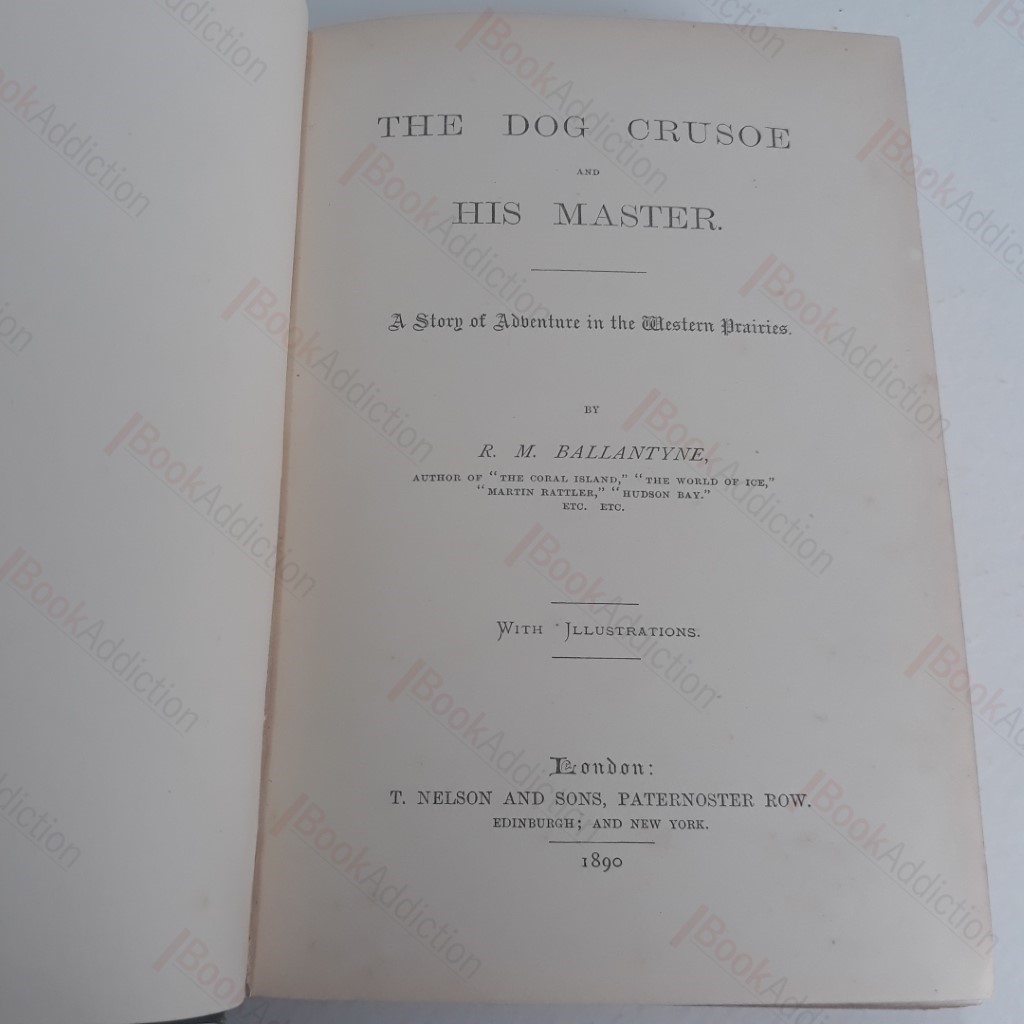 THE DOG CRUSOE
AND
HIS MASTER.
A Story of Adventure in the Western Prairies.
BY
R. M. BALLANTYNE,
AUTHOR OF "THE CORAL ISLAND," "THE WORLD OF ICE,"
"MARTIN RATTLER," "HUDSON BAY."
ETC. ETC.
WITH ILLUSTRATIONS.
London:
T. NELSON AND SONS, PATERNOSTER ROW.
EDINBURGH; AND NEW YORK.
1890
BookAddiction